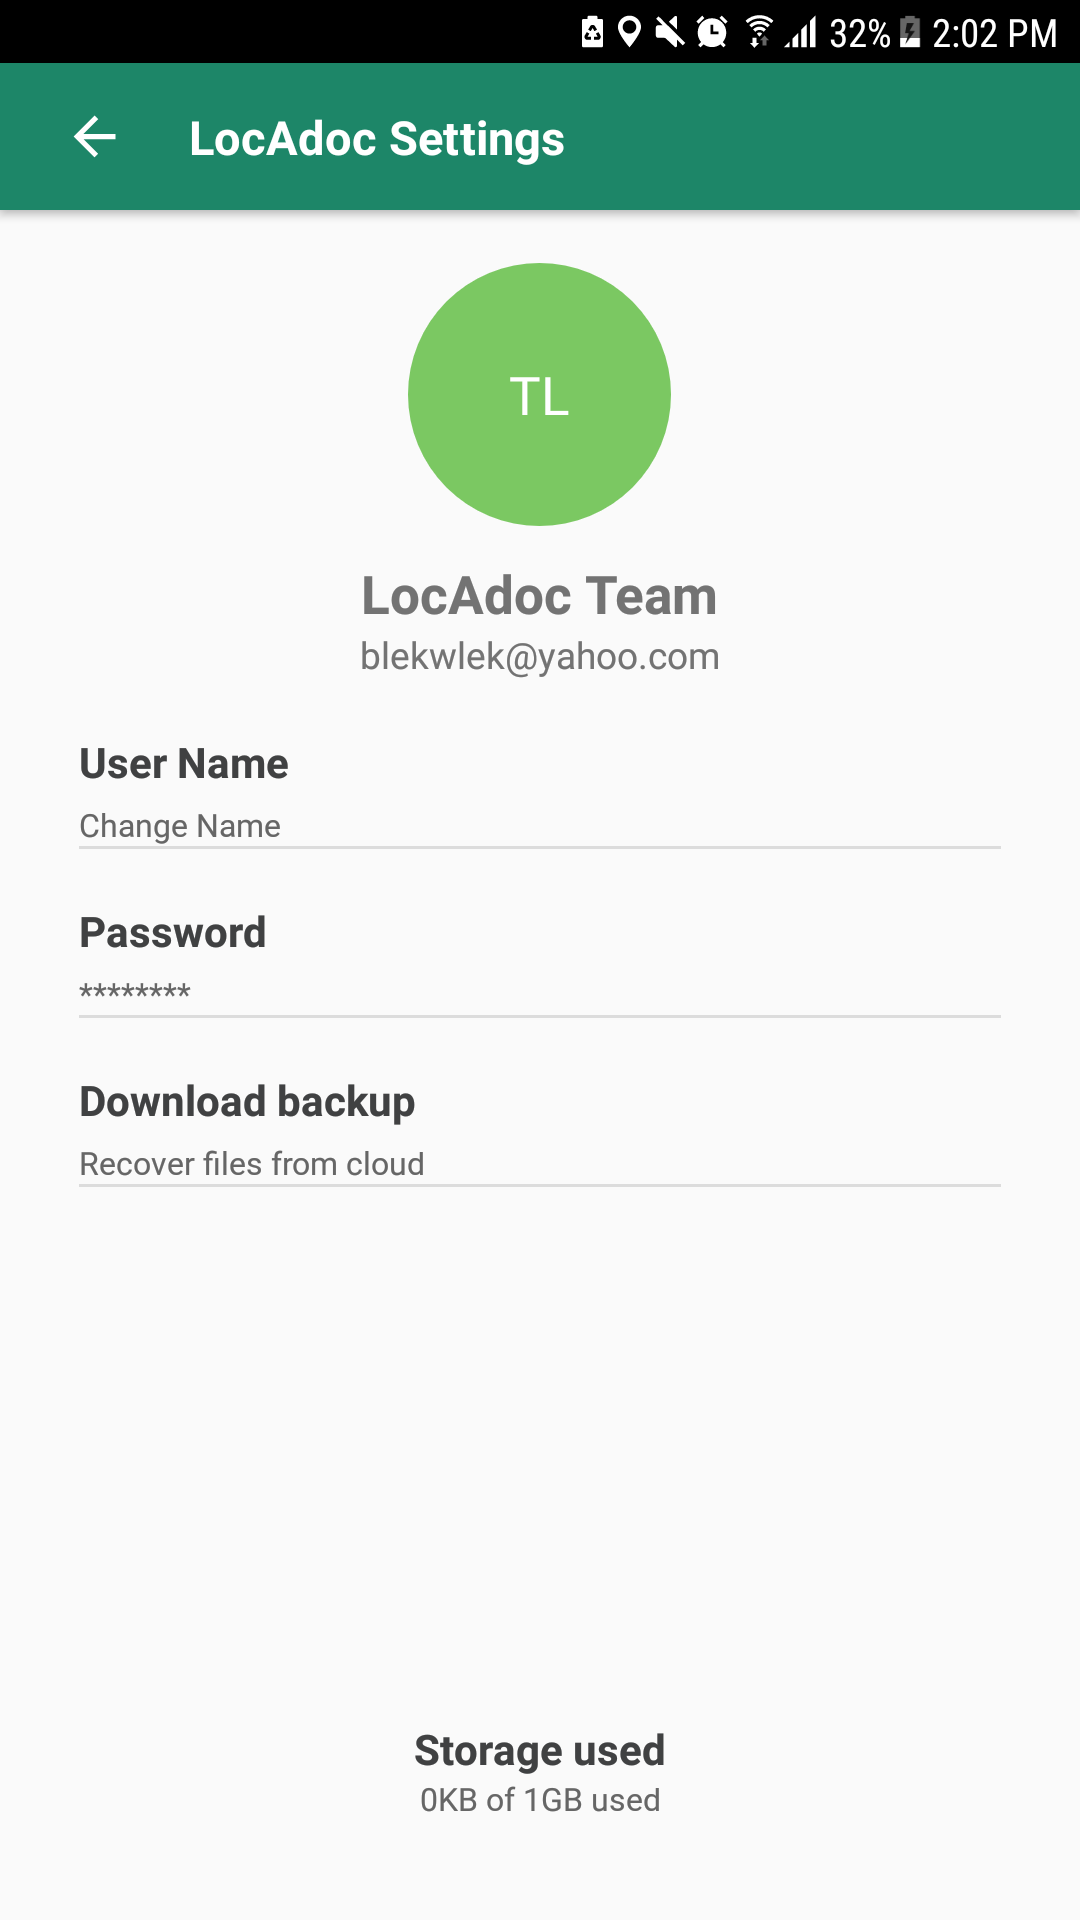 32% 2:02 PM
LocAdoc Settings
TL
LocAdoc Team
blekwlek@yahoo.com
User Name
Change Name
Password
********
Download backup
Recover files from cloud
Storage used
0KB of 1GB used